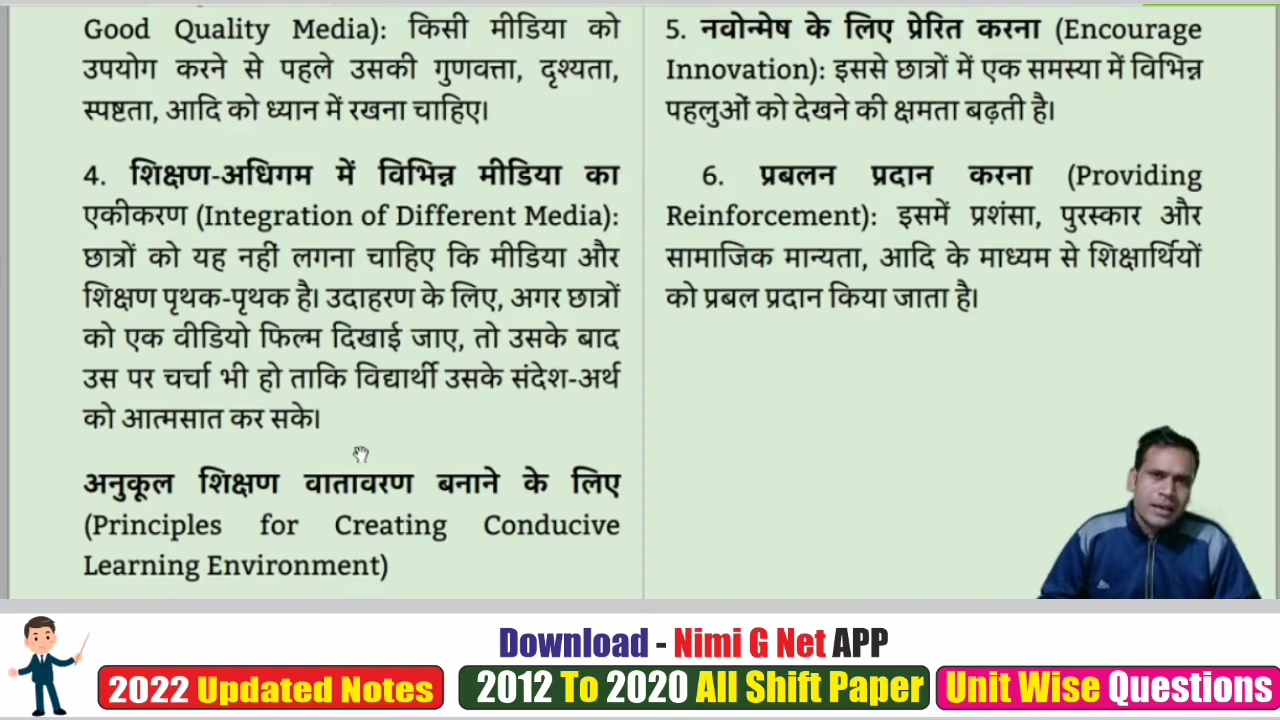 Good Quality Media): किसी मीडिया को
उपयोग करने से पहले उसकी गुणवत्ता, दृश्यता,
स्पष्टता, आदि को ध्यान में रखना चाहिए।
4. शिक्षण-अधिगम में विभिन्न मीडिया का
एकीकरण (Integration of Different Media):
छात्रों को यह नहीं लगना चाहिए कि मीडिया और
शिक्षण पृथक-पृथक है। उदाहरण के लिए, अगर छात्रों
को एक वीडियो फिल्म दिखाई जाए, तो उसके बाद
उस पर चर्चा भी हो ताकि विद्यार्थी उसके संदेश-अर्थ
को आत्मसात कर सके।
अनुकूल शिक्षण वातावरण बनाने के लिए
(Principles for Creating Conducive
Learning Environment)
5. नवोन्मेष के लिए प्रेरित करना (Encourage
Innovation): इससे छात्रों में एक समस्या में विभिन्न
पहलुओं को देखने की क्षमता बढ़ती है।
6. प्रबलन प्रदान करना (Providing
Reinforcement): इसमें प्रशंसा, पुरस्कार और
सामाजिक मान्यता, आदि के माध्यम से शिक्षार्थियों
को प्रबल प्रदान किया जाता है।
Download - Nimi G Net APP
2022 Updated Notes
2012 To 2020 All Shift Paper
Unit Wise Questions